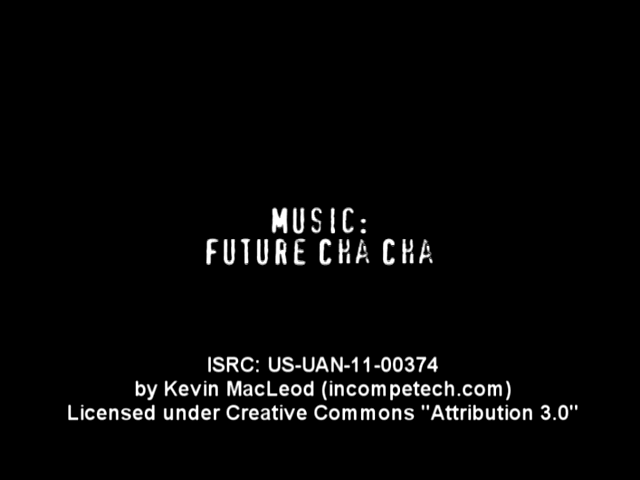 MUSIC:
FUTURE CHA CHA
ISRC: US-UAN-11-00374
by Kevin MacLeod (incompetech.com)
Licensed under Creative Commons "Attribution 3.0"